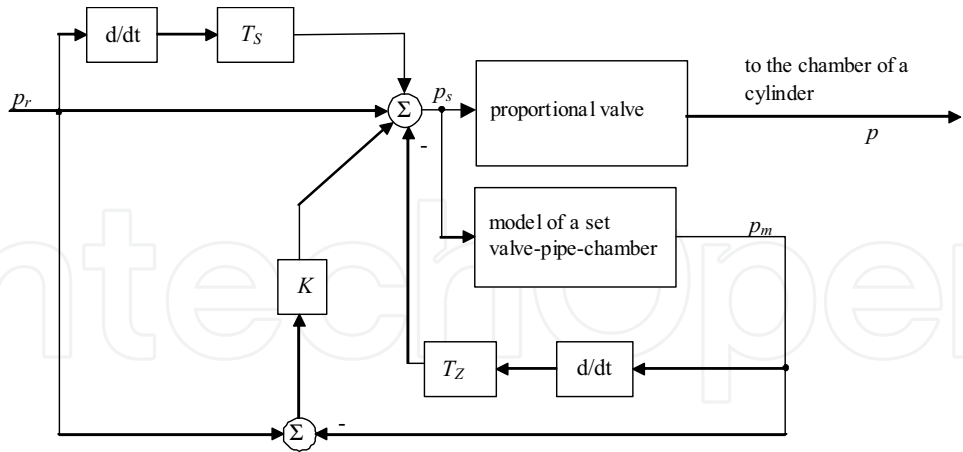 d/dt
T_S
to the chamber of a
cylinder
p_r
Σ
p_s
proportional valve
p
-
model of a set
valve-pipe-chamber
p_m
K
T_Z
d/dt
Σ
-
ntechOpen